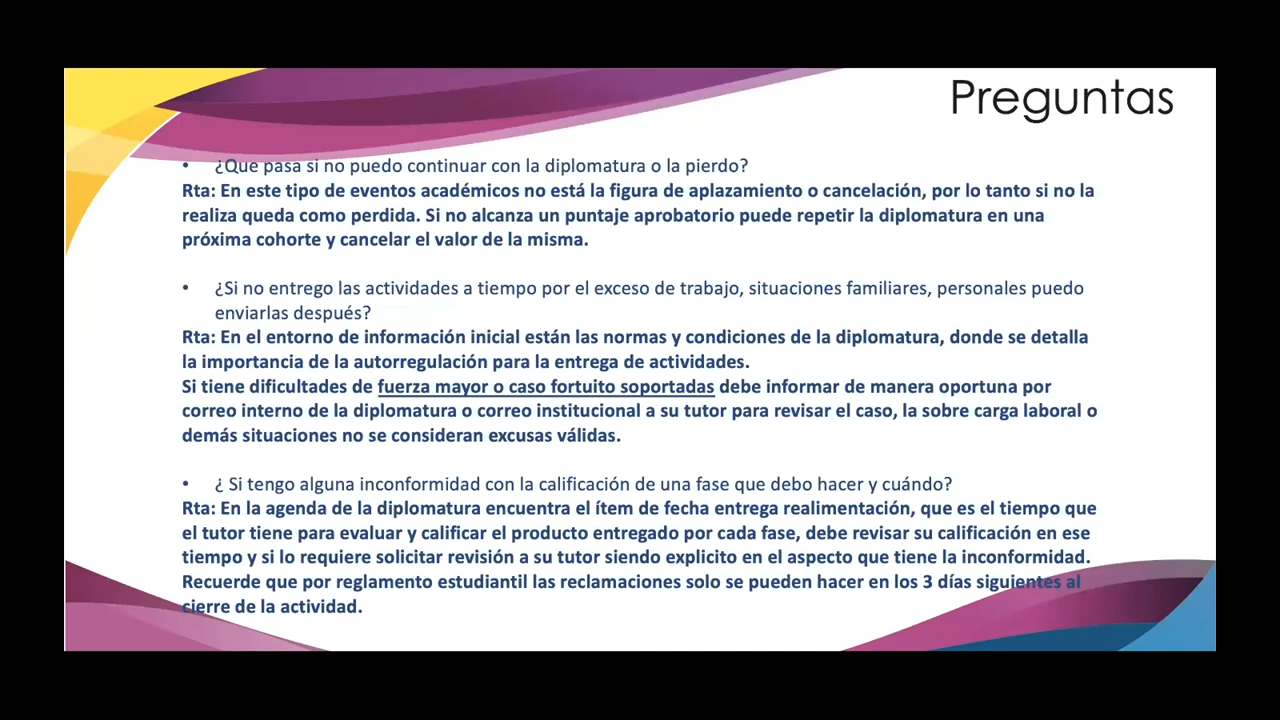 Preguntas
• ¿Que pasa si no puedo continuar con la diplomatura o la pierdo?
Rta: En este tipo de eventos académicos no está la figura de aplazamiento o cancelación, por lo tanto si no la
realiza queda como perdida. Si no alcanza un puntaje aprobatorio puede repetir la diplomatura en una
próxima cohorte y cancelar el valor de la misma.
• ¿Si no entrego las actividades a tiempo por el exceso de trabajo, situaciones familiares, personales puedo
enviarlas después?
Rta: En el entorno de información inicial están las normas y condiciones de la diplomatura, donde se detalla
la importancia de la autorregulación para la entrega de actividades.
Si tiene dificultades de fuerza mayor o caso fortuito soportadas debe informar de manera oportuna por
correo interno de la diplomatura o correo institucional a su tutor para revisar el caso, la sobre carga laboral o
demás situaciones no se consideran excusas válidas.
• ¿ Si tengo alguna inconformidad con la calificación de una fase que debo hacer y cuándo?
Rta: En la agenda de la diplomatura encuentra el ítem de fecha entrega realimentación, que es el tiempo que
el tutor tiene para evaluar y calificar el producto entregado por cada fase, debe revisar su calificación en ese
tiempo y si lo requiere solicitar revisión a su tutor siendo explicito en el aspecto que tiene la inconformidad.
Recuerde que por reglamento estudiantil las reclamaciones solo se pueden hacer en los 3 días siguientes al
cierre de la actividad.